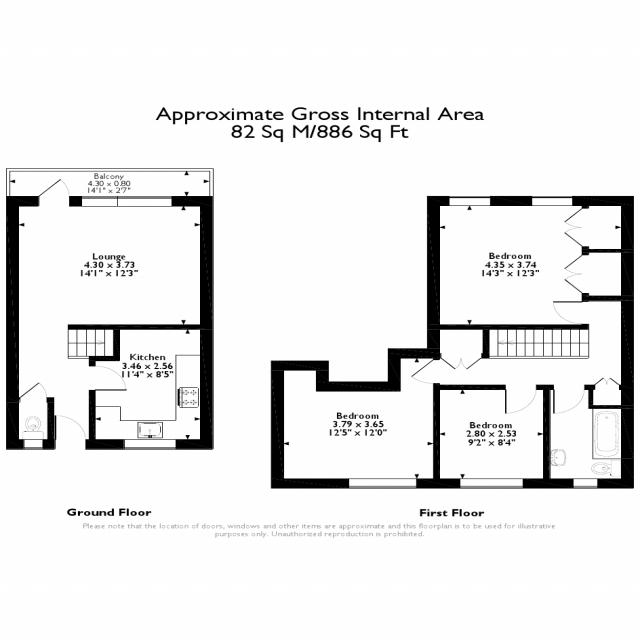 Approximate Gross Internal Area
82 Sq M/886 Sq Ft
Balcony
4.30 x 0.80
14'1" x 2'7"
Lounge
4.30 x 3.73
14'1" x 12'3"
Kitchen
3.46 x 2.56
11'4" x 8'5"
Bedroom
4.35 x 3.74
14'3" x 12'3"
Bedroom
3.79 x 3.65
12'5" x 12'0"
Bedroom
2.80 x 2.53
9'2" x 8'4"
Ground Floor
First Floor
Please note that the location of doors, windows and other items are approximate and this floorplan is to be used for illustrative
purposes only. Unauthorized reproduction is prohibited.